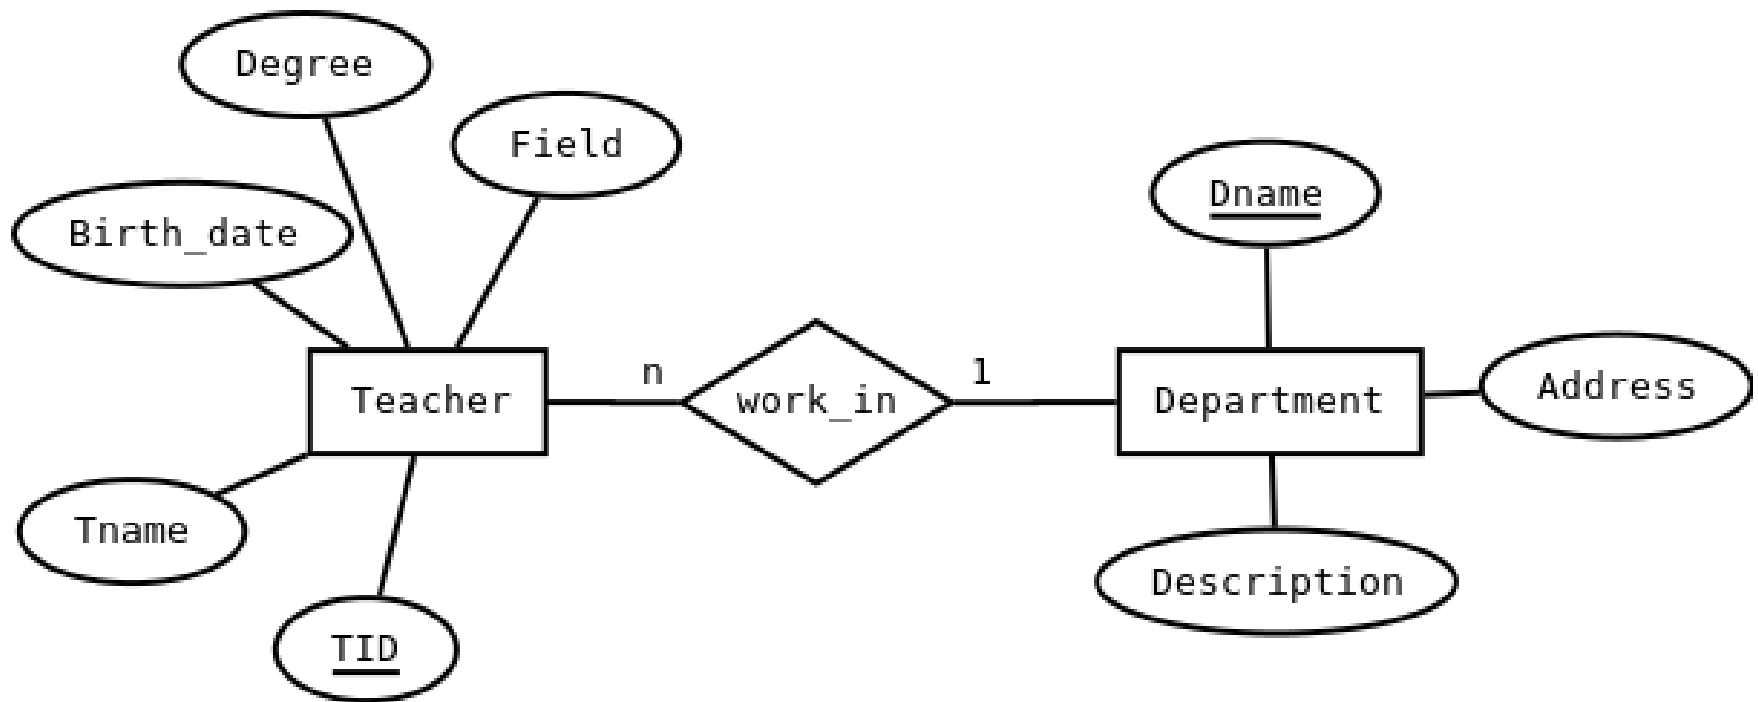 Degree
Field
Dname
Birth_date
n
1
Teacher
work_in
Department
Address
Tname
Description
TID